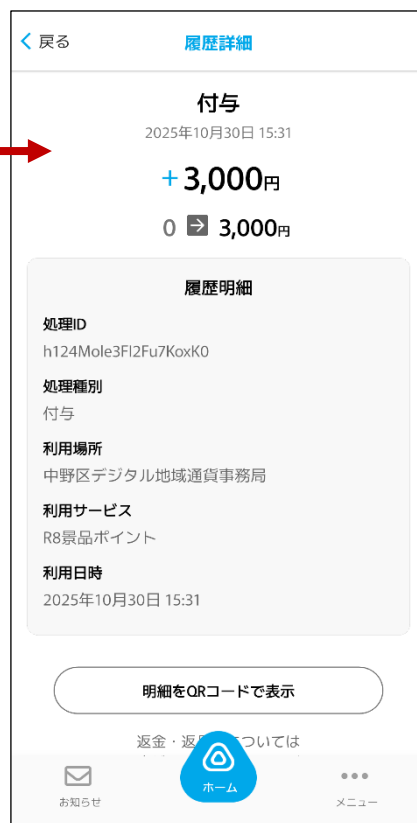 戻る
履歴詳細
付与
2025年10月30日 15:31
+3,000円
0 → 3,000円
履歴明細
処理ID
h124Mole3FI2Fu7KoxK0
処理種別
付与
利用場所
中野区デジタル地域通貨事務局
利用サービス
R8景品ポイント
利用日時
2025年10月30日 15:31
明細をQRコードで表示
返金・返
ついては
お知らせ
ホーム
メニュー